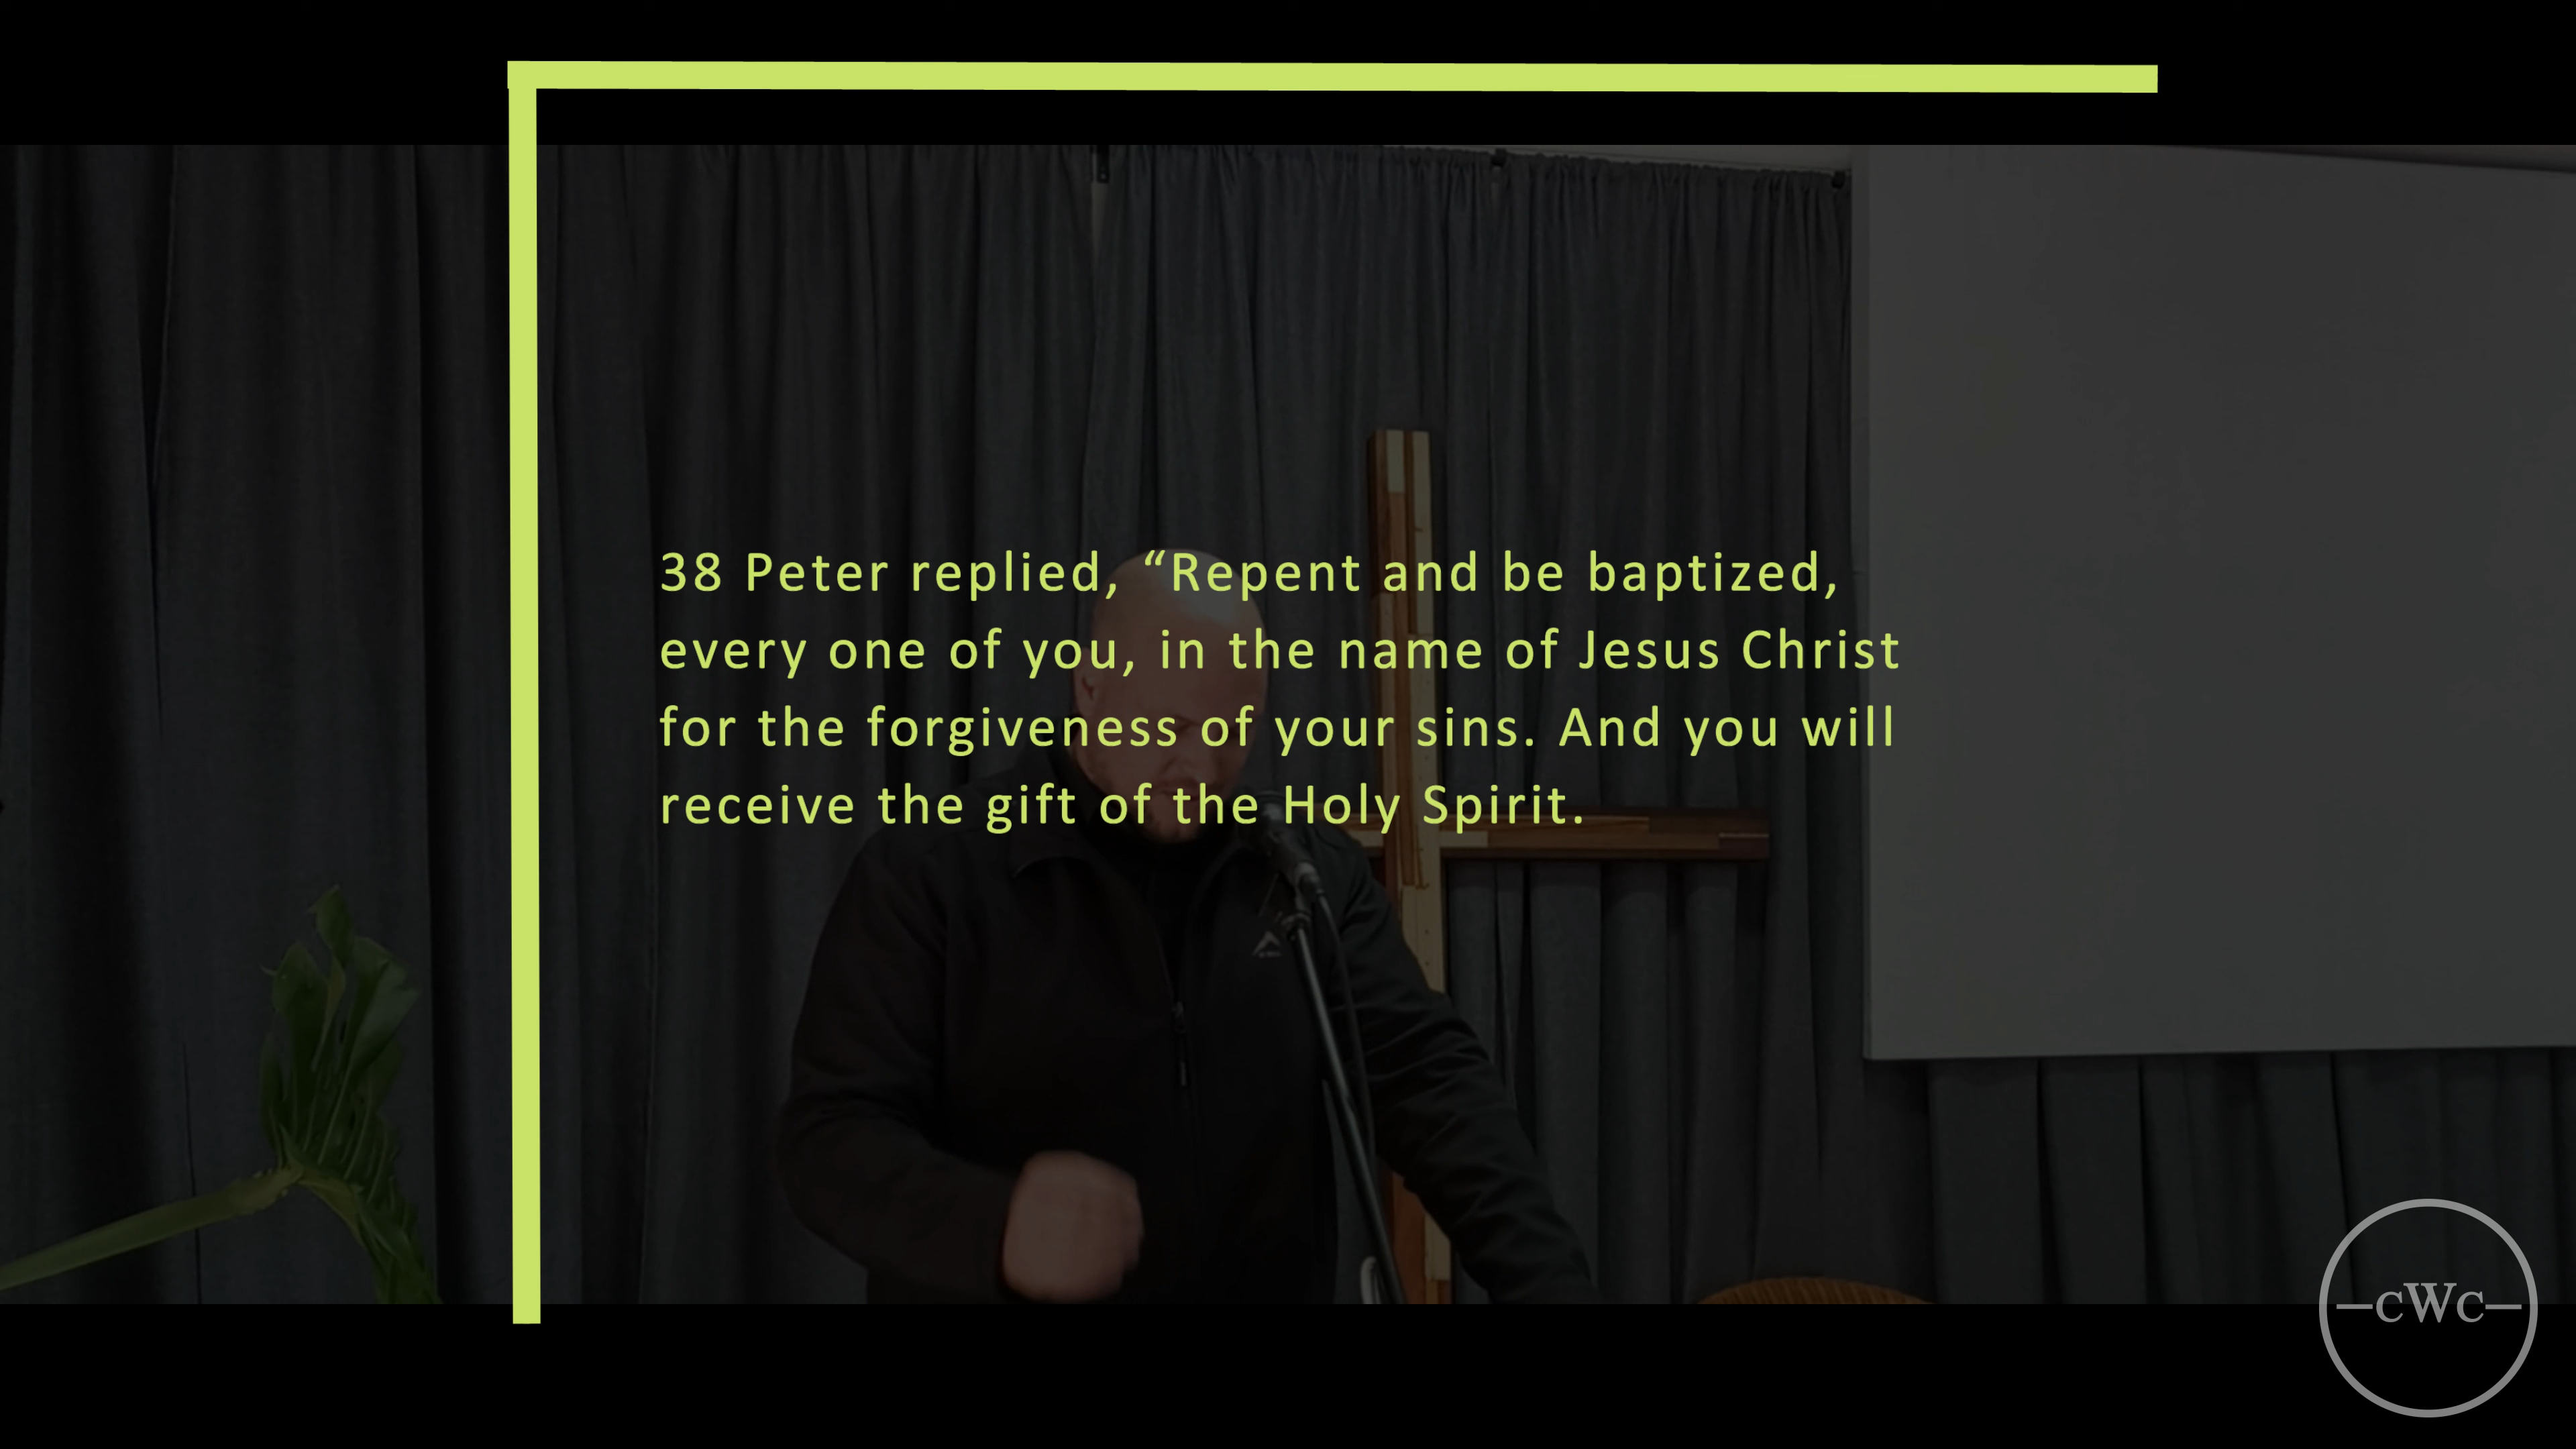 38 Peter replied, “Repent and be baptized,
every one of you, in the name of Jesus Christ
for the forgiveness of your sins. And you will
receive the gift of the Holy Spirit.
cWc